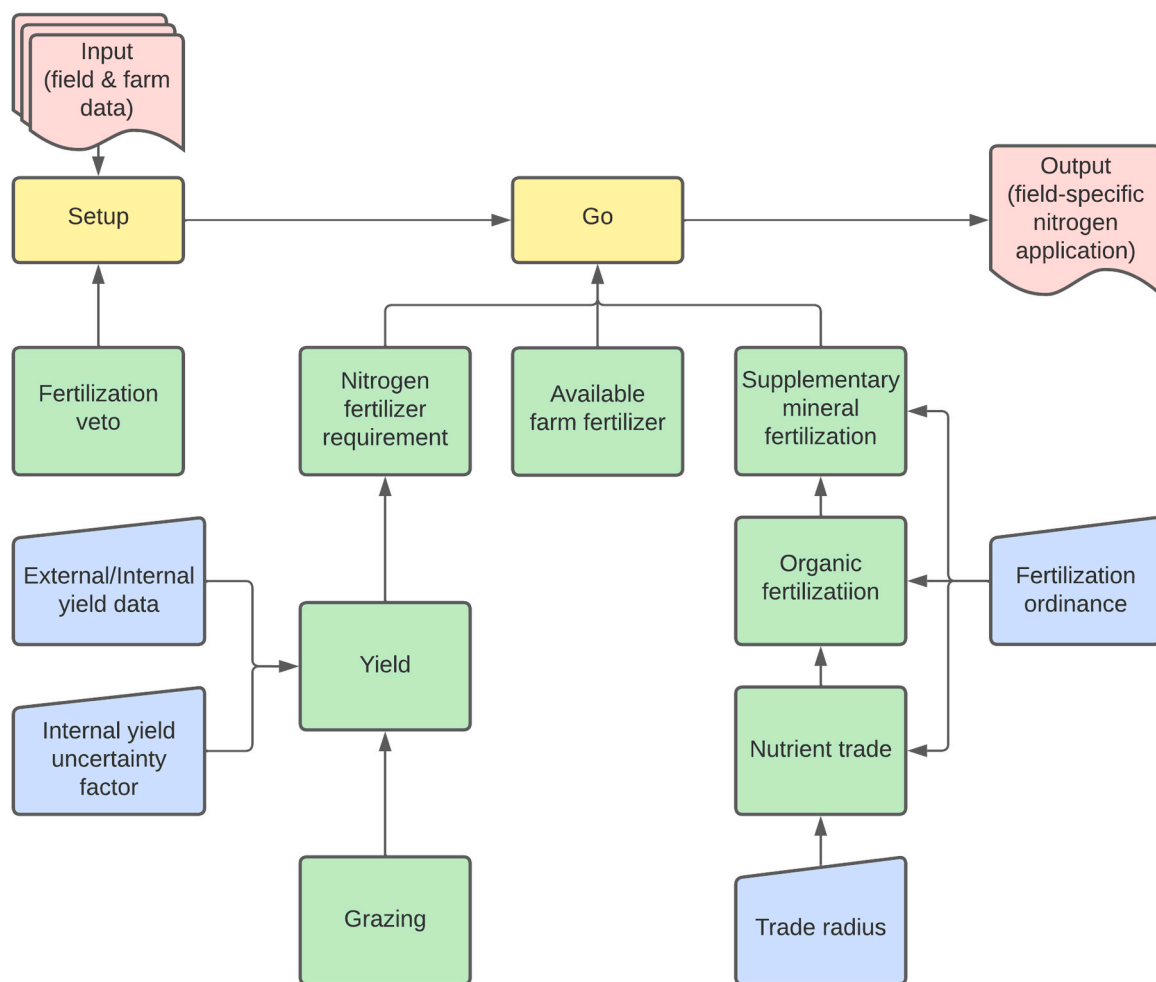 Input
(field & farm
data)
Setup
Go
Output
(field-specific
nitrogen
application)
Fertilization
veto
Nitrogen
fertilizer
requirement
Available
farm fertilizer
Supplementary
mineral
fertilization
External/Internal
yield data
Yield
Organic
fertilizatiion
Fertilization
ordinance
Internal yield
uncertainty
factor
Nutrient trade
Grazing
Trade radius